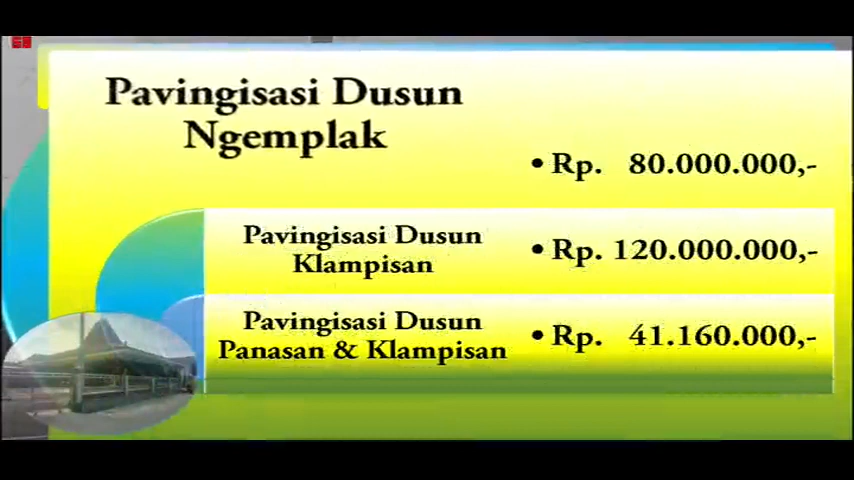 Pavingisasi Dusun
Ngemplak
• Rp. 80.000.000,-
Pavingisasi Dusun
Klampisan
• Rp. 120.000.000,-
Pavingisasi Dusun
Panasan & Klampisan
• Rp. 41.160.000,-